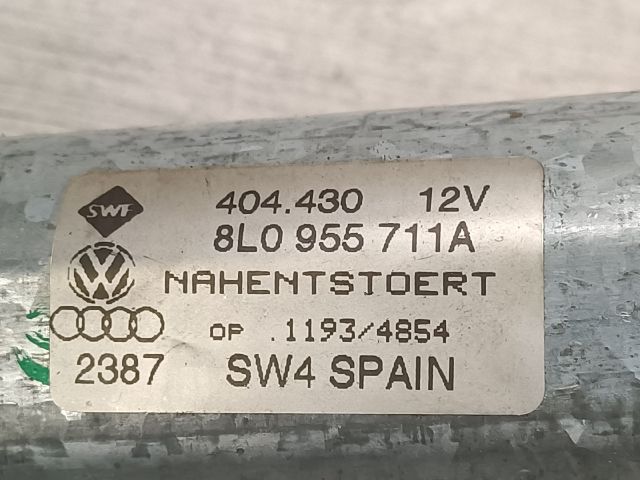 SWF 404.430 12V
8L0 955 711A
NAHENTSTOERT
OP .1193/4854
2387 SW4 SPAIN